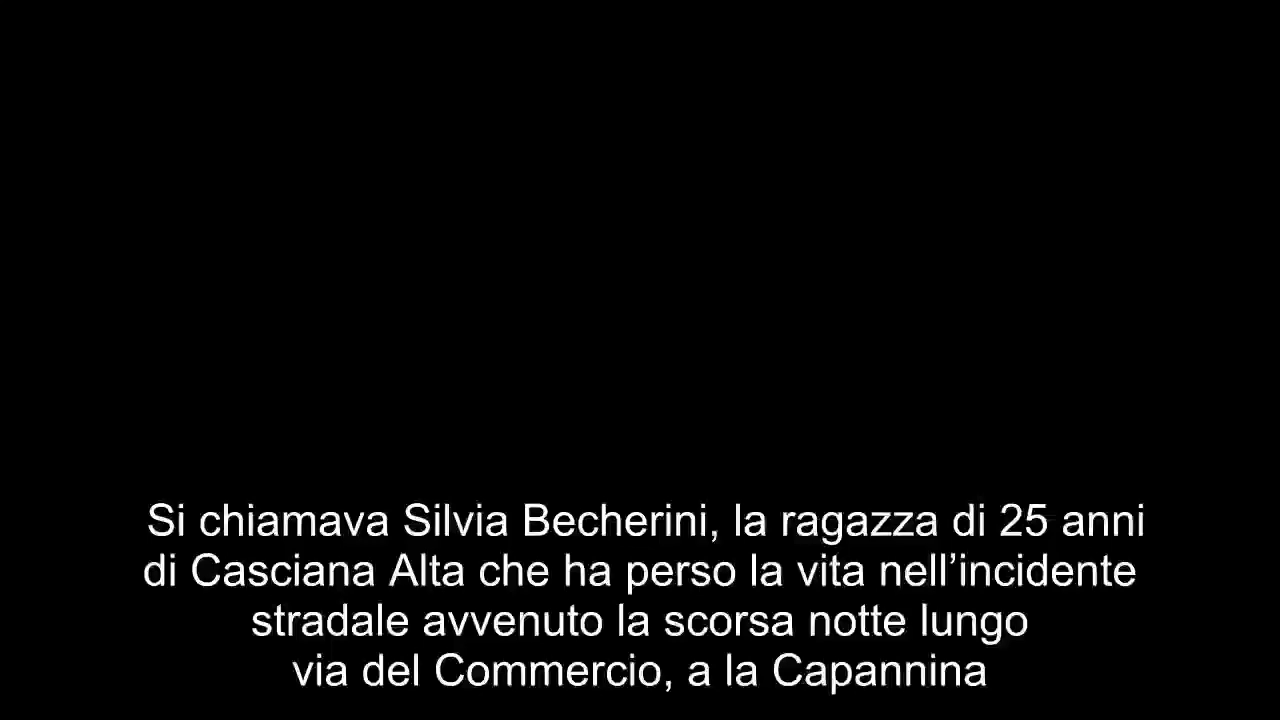 Si chiamava Silvia Becherini, la ragazza di 25 anni
di Casciana Alta che ha perso la vita nell’incidente
stradale avvenuto la scorsa notte lungo
via del Commercio, a la Capannina